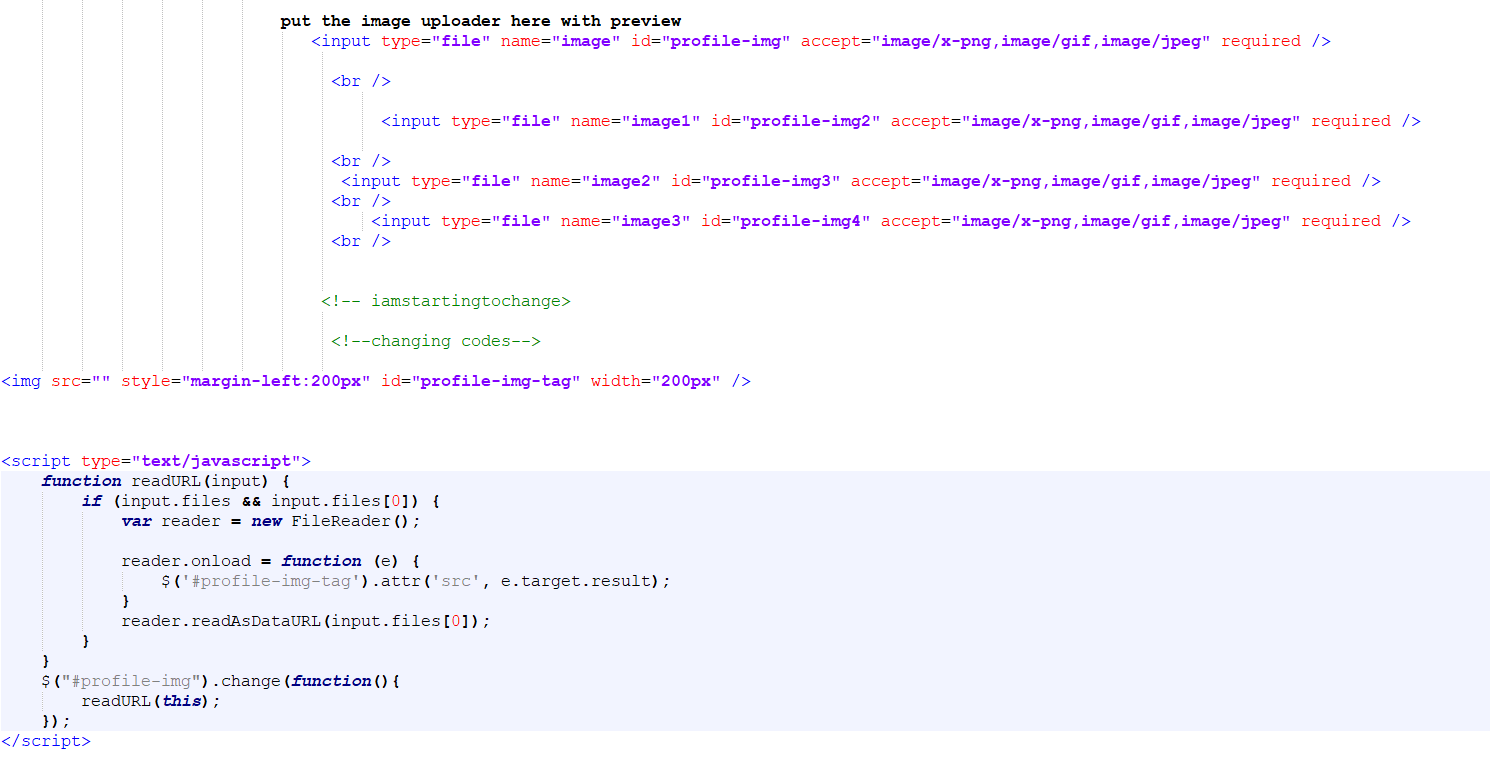 put the image uploader here with preview
<input type="file" name="image" id="profile-img" accept="image/x-png,image/gif,image/jpeg" required />
<br />
<input type="file" name="image1" id="profile-img2" accept="image/x-png,image/gif,image/jpeg" required />
<br />
<input type="file" name="image2" id="profile-img3" accept="image/x-png,image/gif,image/jpeg" required />
<br />
<input type="file" name="image3" id="profile-img4" accept="image/x-png,image/gif,image/jpeg" required />
<br />
<!-- iamstartingtochange>
<!--changing codes-->
<img src="" style="margin-left:200px" id="profile-img-tag" width="200px" />
<script type="text/javascript">
function readURL(input) {
if (input.files && input.files[0]) {
var reader = new FileReader();
reader.onload = function (e) {
$('#profile-img-tag').attr('src', e.target.result);
}
reader.readAsDataURL(input.files[0]);
}
}
$("#profile-img").change(function(){
readURL(this);
});
</script>